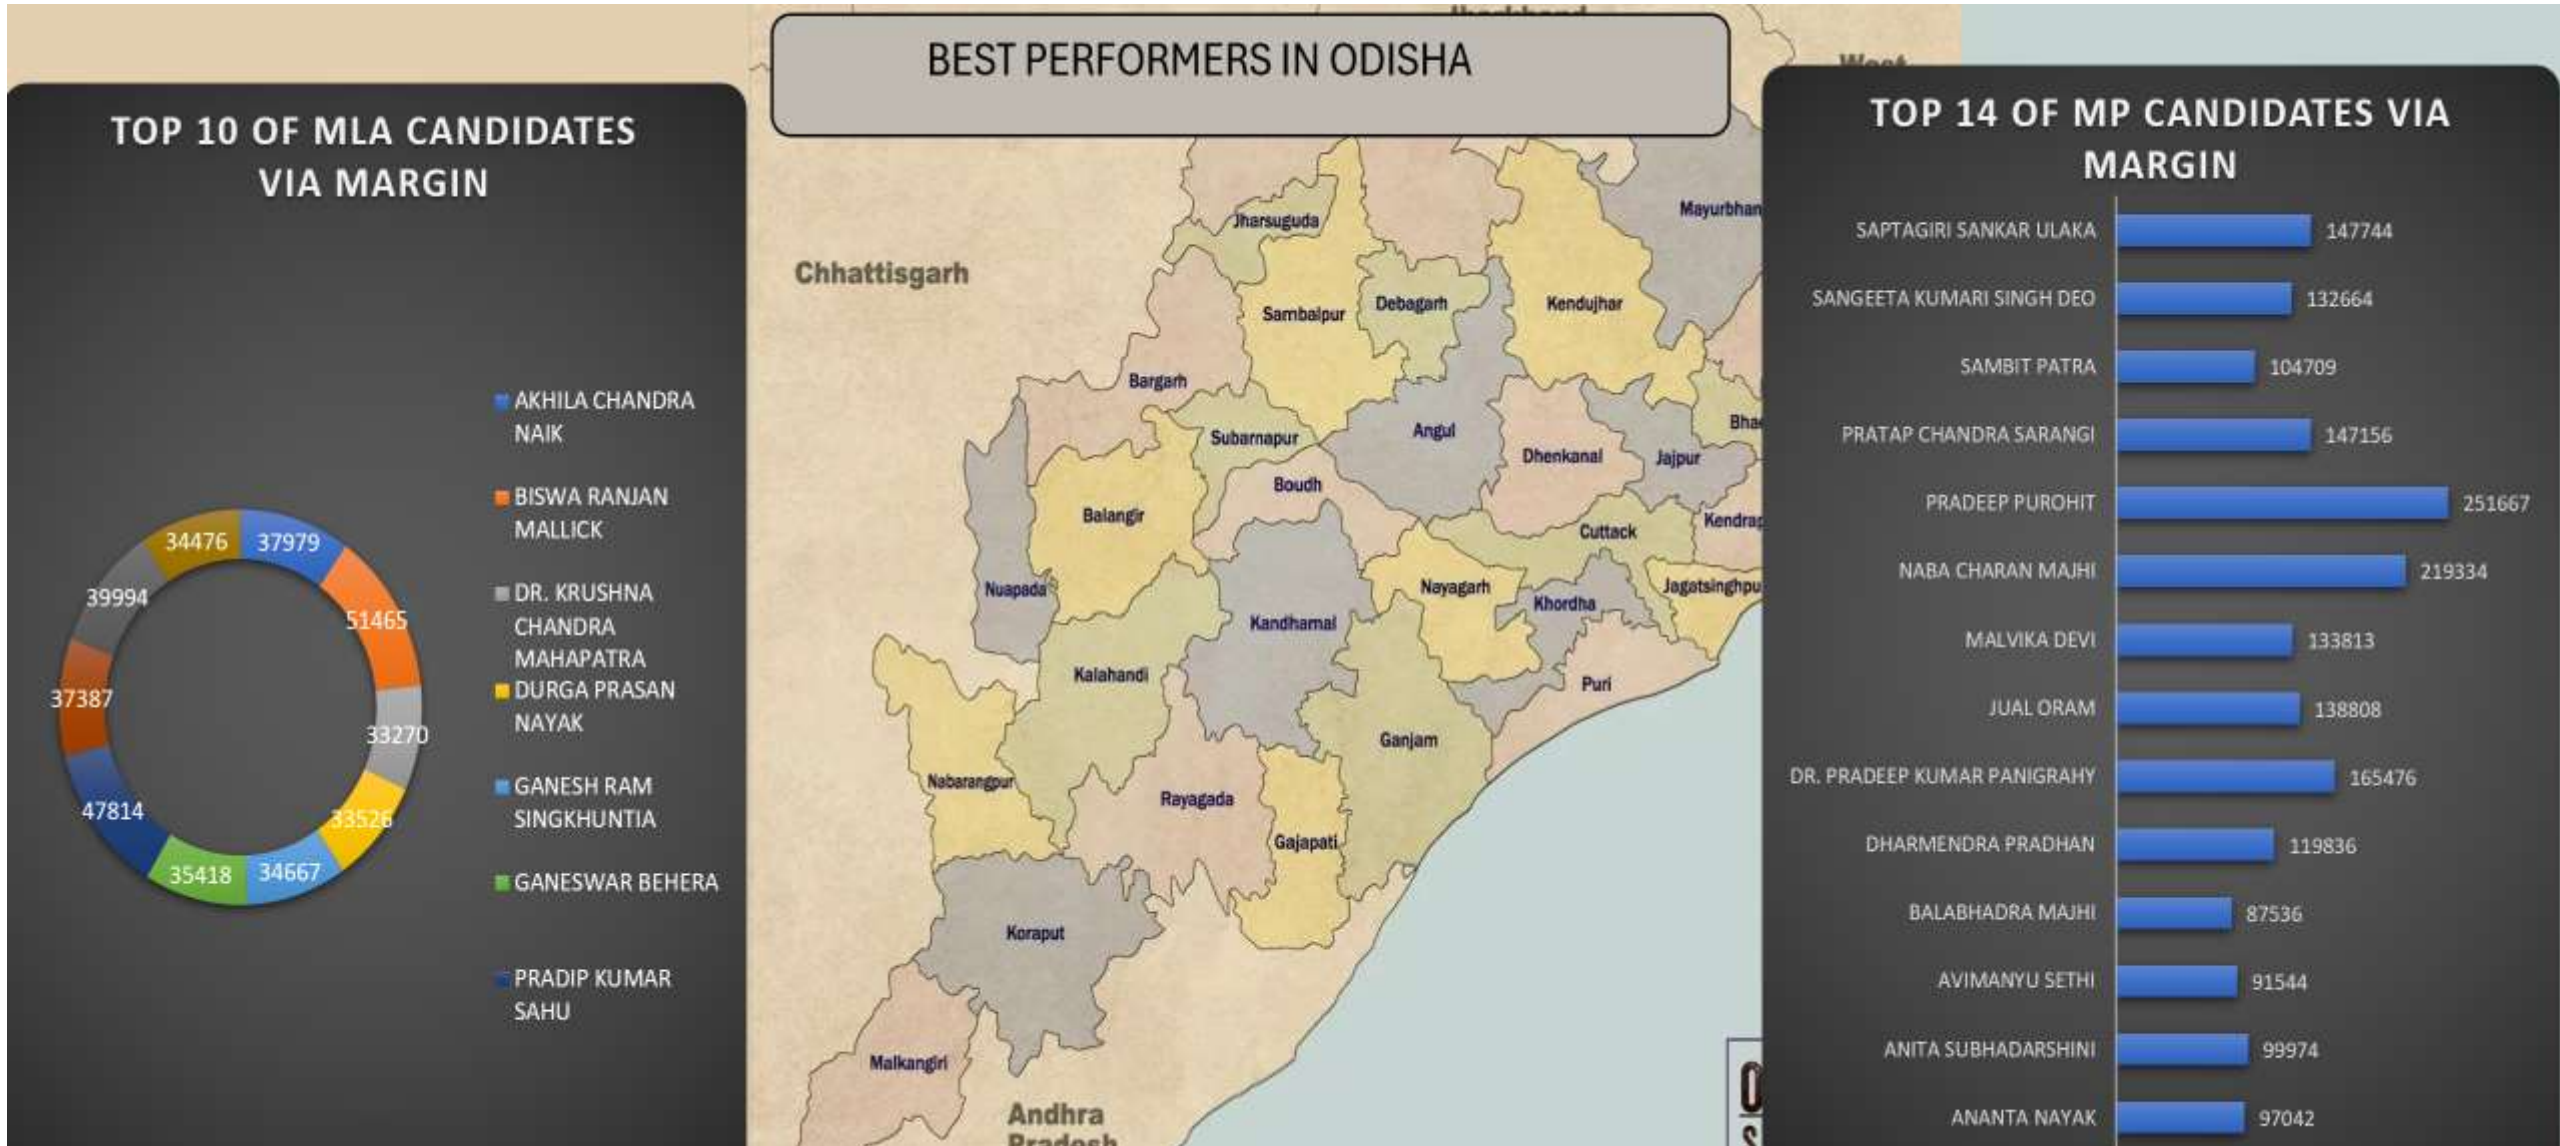 BEST PERFORMERS IN ODISHA
TOP 10 OF MLA CANDIDATES
VIA MARGIN
34476
37979
39994
51465
37387
33270
47814
33526
35418
34667
AKHILA CHANDRA
NAIK
BISWA RANJAN
MALLICK
DR. KRUSHNA
CHANDRA
MAHAPATRA
DURGA PRASAN
NAYAK
GANESH RAM
SINGKHUNTIA
GANESWAR BEHERA
PRADIP KUMAR
SAHU
Chhattisgarh
Jharsuguda
Sambalpur
Debagarh
Kendujhar
Mayurbhan
Bargarh
Subarnapur
Angul
Dhenkanal
Jajpur
Bha
Balangir
Boudh
Cuttack
Kendrap
Nuapada
Kandhamal
Nayagarh
Khordha
Jagatsinghpu
Kalahandi
Puri
Ganjam
Nabarangpur
Rayagada
Gajapati
Koraput
Malkangiri
Andhra
Pradesh
TOP 14 OF MP CANDIDATES VIA
MARGIN
SAPTAGIRI SANKAR ULAKA 147744
SANGEETA KUMARI SINGH DEO 132664
SAMBIT PATRA 104709
PRATAP CHANDRA SARANGI 147156
PRADEEP PUROHIT 251667
NABA CHARAN MAJHI 219334
MALVIKA DEVI 133813
JUAL ORAM 138808
DR. PRADEEP KUMAR PANIGRAHY 165476
DHARMENDRA PRADHAN 119836
BALABHADRA MAJHI 87536
AVIMANYU SETHI 91544
ANITA SUBHADARSHINI 99974
ANANTA NAYAK 97042